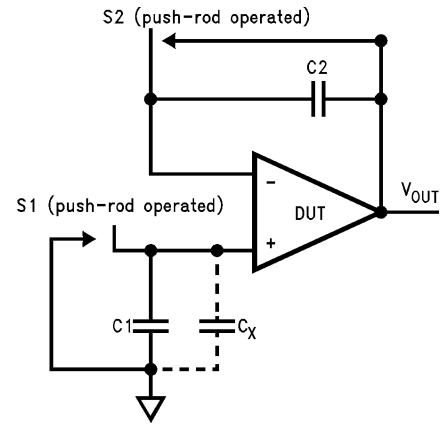 S2 (push-rod operated)
C2
-
DUT
VOUT
S1 (push-rod operated)
+
C1
CX